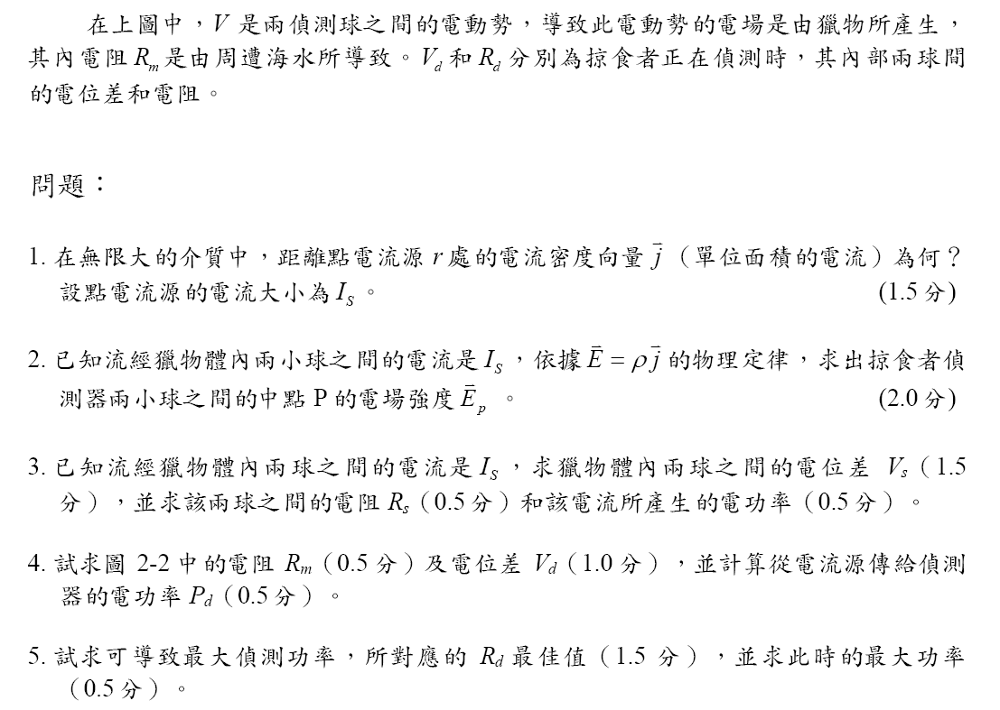 在上圖中，V 是兩偵測球之間的電動勢，導致此電動勢的電場是由獵物所產生，
其內電阻 Rm 是由周遭海水所導致。Vd 和 Rd 分別為掠食者正在偵測時，其內部兩球間
的電位差和電阻。
問題：
1. 在無限大的介質中，距離點電流源 r 處的電流密度向量 j⃗ （單位面積的電流）為何？
設點電流源的電流大小為 IS 。 (1.5 分)
2. 已知流經獵物體內兩小球之間的電流是 IS ，依據 E⃗ = ρj⃗ 的物理定律，求出掠食者偵
測器兩小球之間的中點 P 的電場強度 E⃗p 。 (2.0 分)
3. 已知流經獵物體內兩球之間的電流是 IS ，求獵物體內兩球之間的電位差 Vs（1.5
分），並求該兩球之間的電阻 Rs（0.5 分）和該電流所產生的電功率（0.5 分）。
4. 試求圖 2-2 中的電阻 Rm（0.5 分）及電位差 Vd（1.0 分），並計算從電流源傳給偵測
器的電功率 Pd（0.5 分）。
5. 試求可導致最大偵測功率，所對應的 Rd 最佳值（1.5 分），並求此時的最大功率
（0.5 分）。